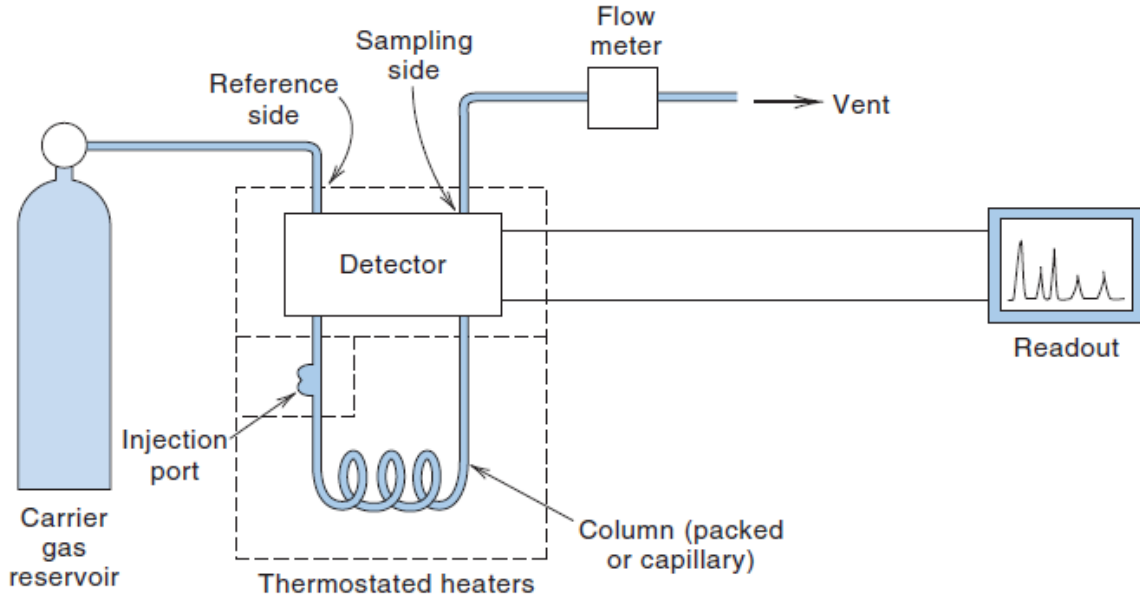 Flow
meter
Sampling
side
Reference
side
Vent
Detector
Readout
Injection
port
Carrier
gas
reservoir
Column (packed
or capillary)
Thermostated heaters